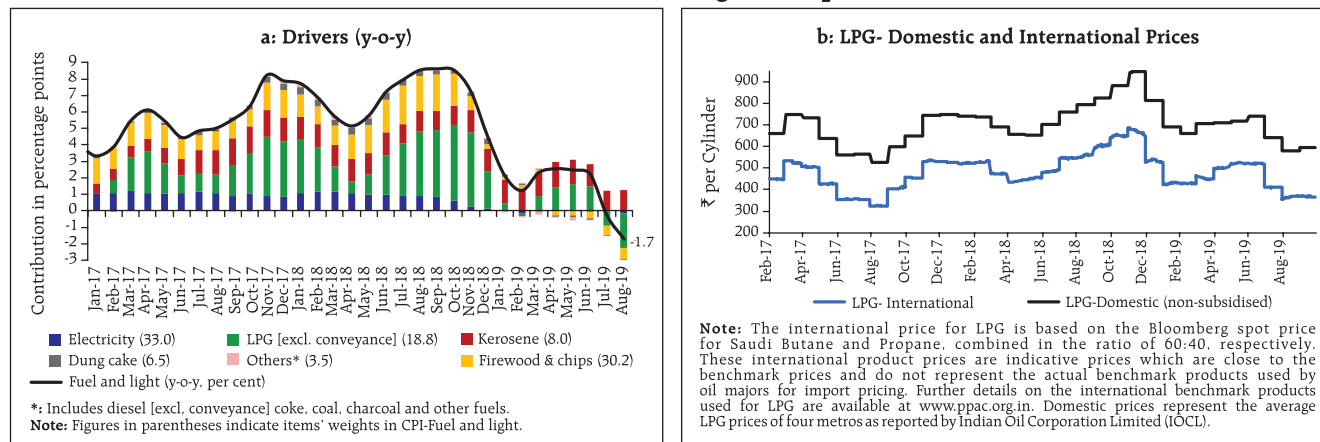 a: Drivers (y-o-y)
Contribution in percentage points
9
8
7
6
5
4
3
2
1
0
-1
-2
-3
-1.7
Jan-17
Feb-17
Mar-17
Apr-17
May-17
Jun-17
Jul-17
Aug-17
Sep-17
Oct-17
Nov-17
Dec-17
Jan-18
Feb-18
Mar-18
Apr-18
May-18
Jun-18
Jul-18
Aug-18
Sep-18
Oct-18
Nov-18
Dec-18
Jan-19
Feb-19
Mar-19
Apr-19
May-19
Jun-19
Jul-19
Aug-19
Electricity (33.0)
LPG [excl. conveyance] (18.8)
Kerosene (8.0)
Dung cake (6.5)
Others* (3.5)
Firewood & chips (30.2)
Fuel and light (y-o-y, per cent)
*: Includes diesel [excl, conveyance] coke, coal, charcoal and other fuels.
Note: Figures in parentheses indicate items' weights in CPI-Fuel and light.
b: LPG- Domestic and International Prices
₹ per Cylinder
900
800
700
600
500
400
300
200
Feb-17
Apr-17
Jun-17
Aug-17
Oct-17
Dec-17
Feb-18
Apr-18
Jun-18
Aug-18
Oct-18
Dec-18
Feb-19
Apr-19
Jun-19
Aug-19
LPG- International
LPG-Domestic (non-subsidised)
Note: The international price for LPG is based on the Bloomberg spot price
for Saudi Butane and Propane, combined in the ratio of 60:40, respectively.
These international product prices are indicative prices which are close to the
benchmark prices and do not represent the actual benchmark products used by
oil majors for import pricing. Further details on the international benchmark products
used for LPG are available at www.ppac.org.in. Domestic prices represent the average
LPG prices of four metros as reported by Indian Oil Corporation Limited (IOCL).